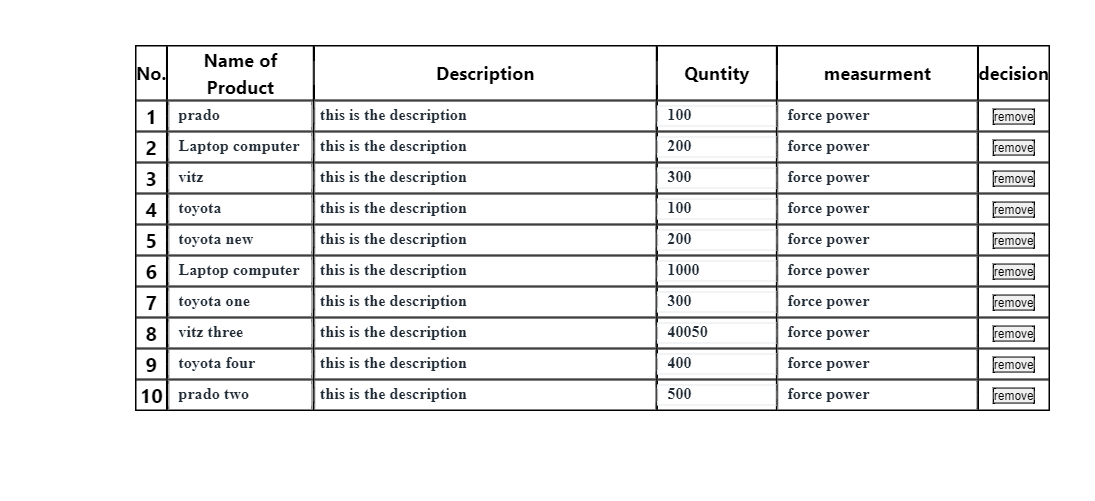 No. Name of Product Description Quntity measurment decision
1 prado this is the description 100 force power remove
2 Laptop computer this is the description 200 force power remove
3 vitz this is the description 300 force power remove
4 toyota this is the description 100 force power remove
5 toyota new this is the description 200 force power remove
6 Laptop computer this is the description 1000 force power remove
7 toyota one this is the description 300 force power remove
8 vitz three this is the description 40050 force power remove
9 toyota four this is the description 400 force power remove
10 prado two this is the description 500 force power remove